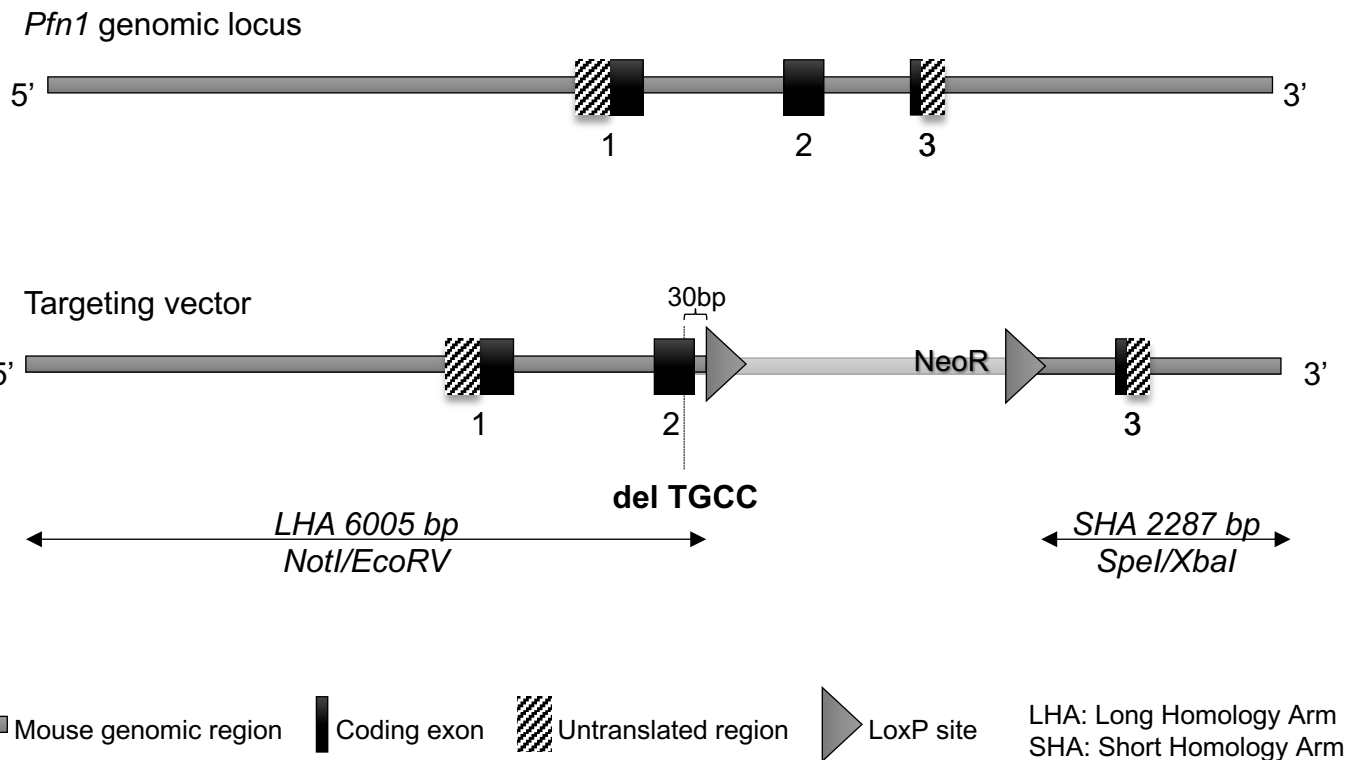 Pfn1 genomic locus
5’ 3’
1 2 3
Targeting vector
30bp
5’ NeoR 3’
1 2 3
del TGCC
LHA 6005 bp SHA 2287 bp
NotI/EcoRV SpeI/XbaI
Mouse genomic region Coding exon Untranslated region LoxP site
LHA: Long Homology Arm
SHA: Short Homology Arm